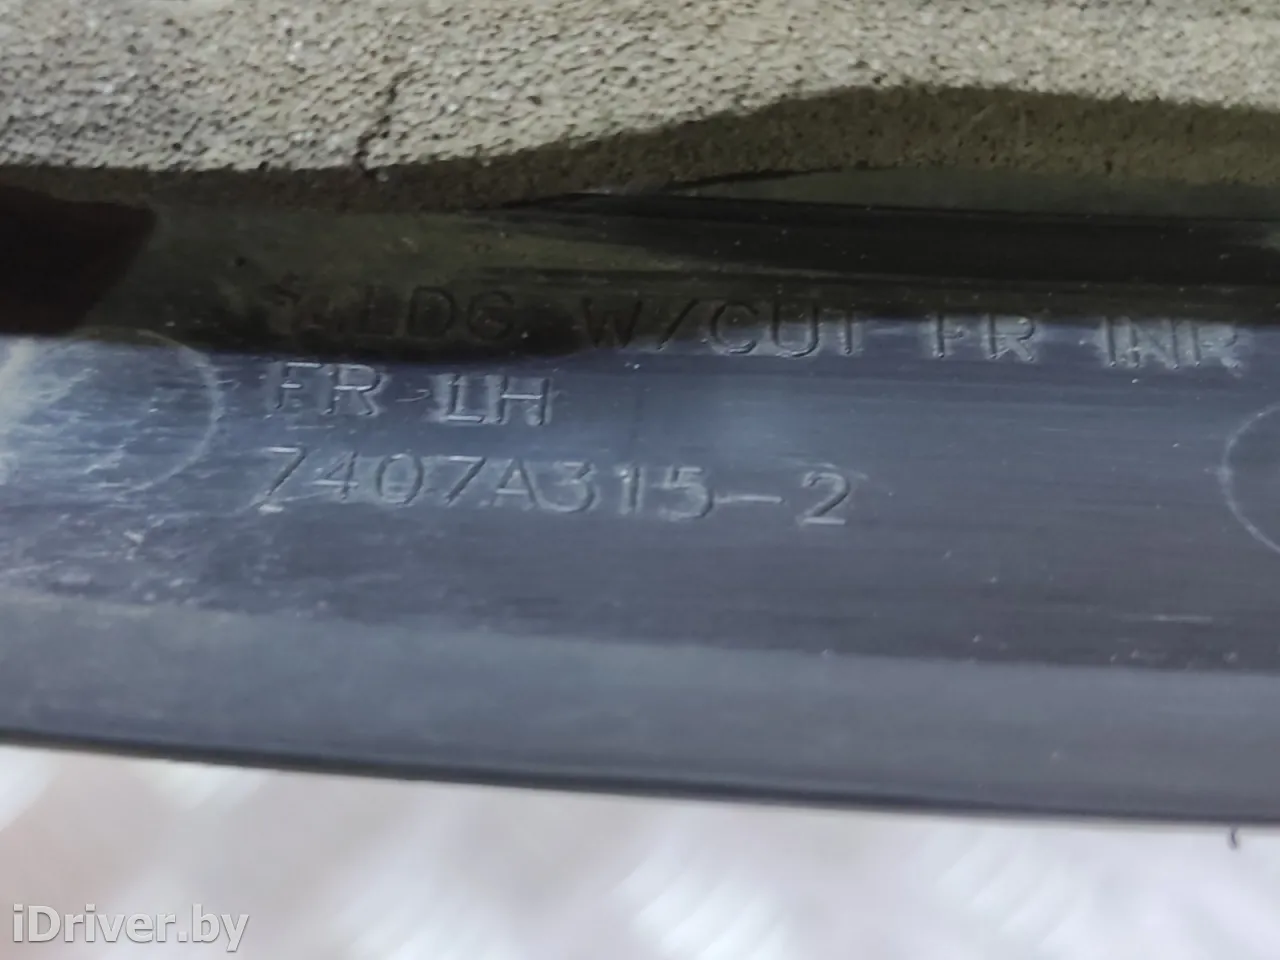 W/CUT FR INR
FR LH
7407A315-2
iDriver.by